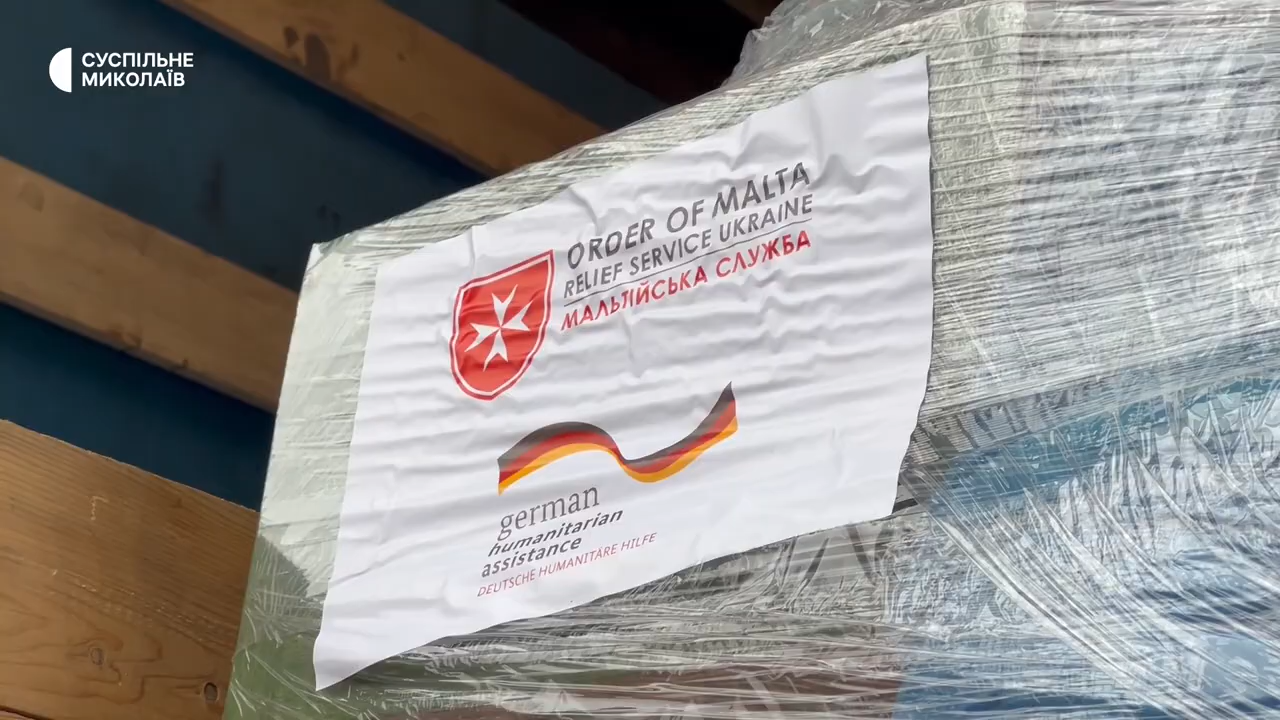 СУСПІЛЬНЕ
МИКОЛАЇВ
ORDER OF MALTA
RELIEF SERVICE UKRAINE
МАЛЬТІЙСЬКА СЛУЖБА
german
humanitarian
assistance
DEUTSCHE HUMANITÄRE HILFE